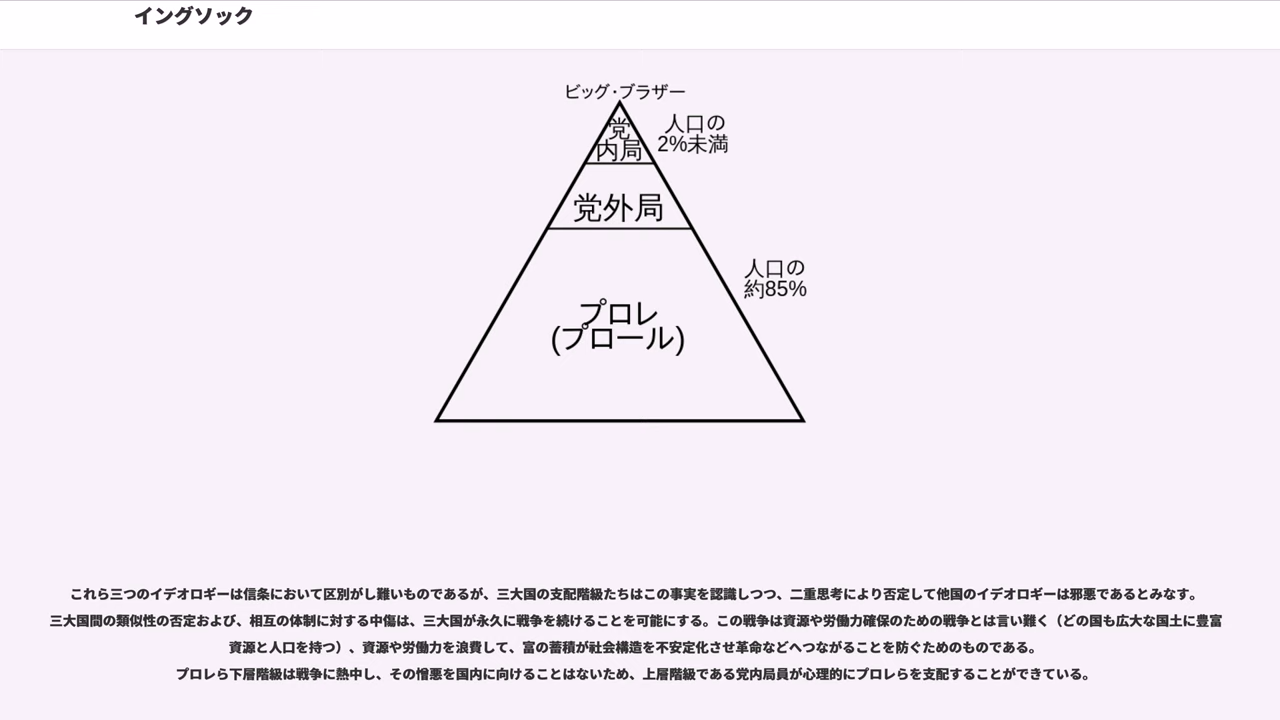 イングソック
ビッグ・ブラザー
党
内局
人口の
2%未満
党外局
人口の
約85%
プロレ
(プロール)
これら三つのイデオロギーは信条において区別がし難いものであるが、三大国の支配階級たちはこの事実を認識しつつ、二重思考により否定して他国のイデオロギーは邪悪であるとみなす。
三大国間の類似性の否定および、相互の体制に対する中傷は、三大国が永久に戦争を続けることを可能にする。この戦争は資源や労働力確保のための戦争とは言い難く（どの国も広大な国土に豊富
資源と人口を持つ）、資源や労働力を浪費して、富の蓄積が社会構造を不安定化させ革命などへつながることを防ぐためのものである。
プロレら下層階級は戦争に熱中し、その憎悪を国内に向けることはないため、上層階級である党内局員が心理的にプロレらを支配することができている。